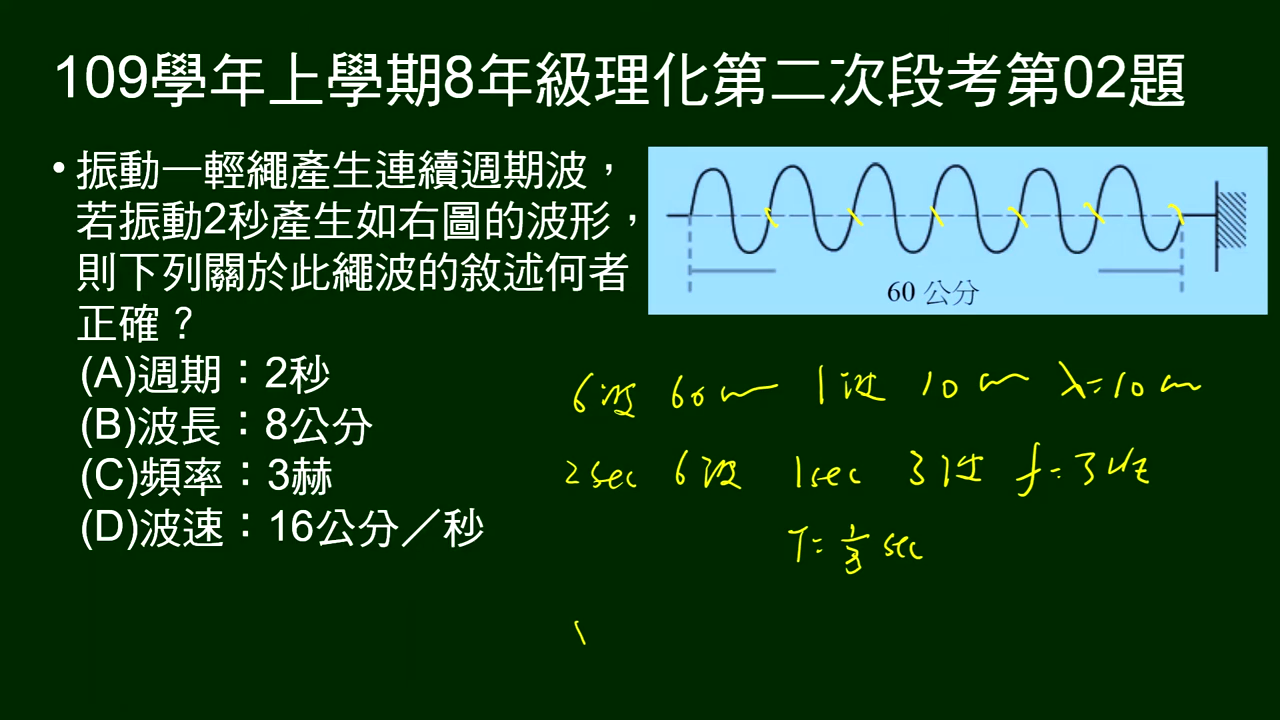 109學年上學期8年級理化第二次段考第02題
• 振動一輕繩產生連續週期波，
若振動2秒產生如右圖的波形，
則下列關於此繩波的敘述何者
正確？
(A)週期：2秒
(B)波長：8公分
(C)頻率：3赫
(D)波速：16公分／秒
60 公分
6波 60cm 1波 10cm λ=10cm
2sec 6波 1sec 3波 f=3Hz
T=1/3 sec